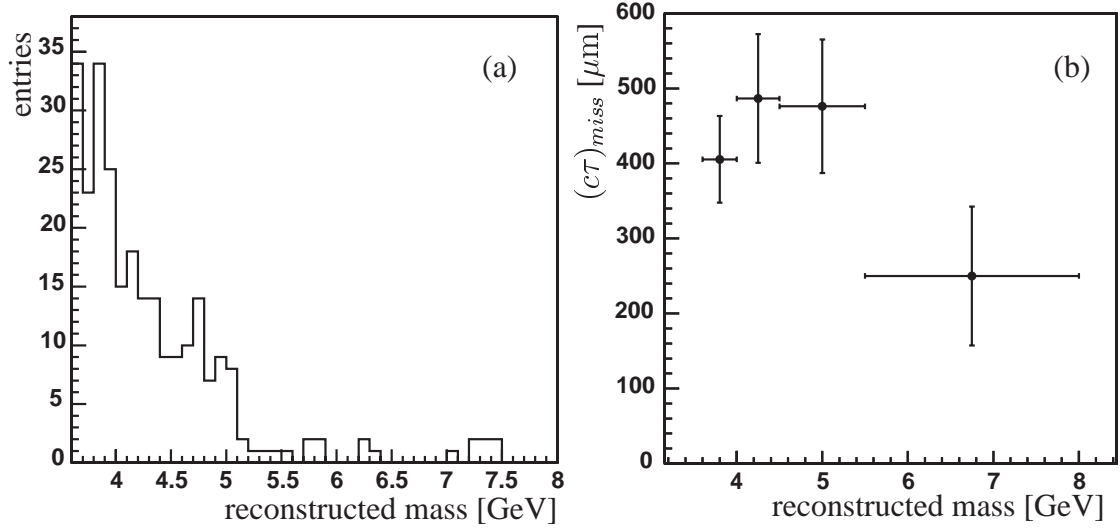 entries
35
30
25
20
15
10
5
0
(a)
4 4.5 5 5.5 6 6.5 7 7.5 8
reconstructed mass [GeV]
(cτ)miss [μm]
600
500
400
300
200
100
0
(b)
4 5 6 7 8
reconstructed mass [GeV]